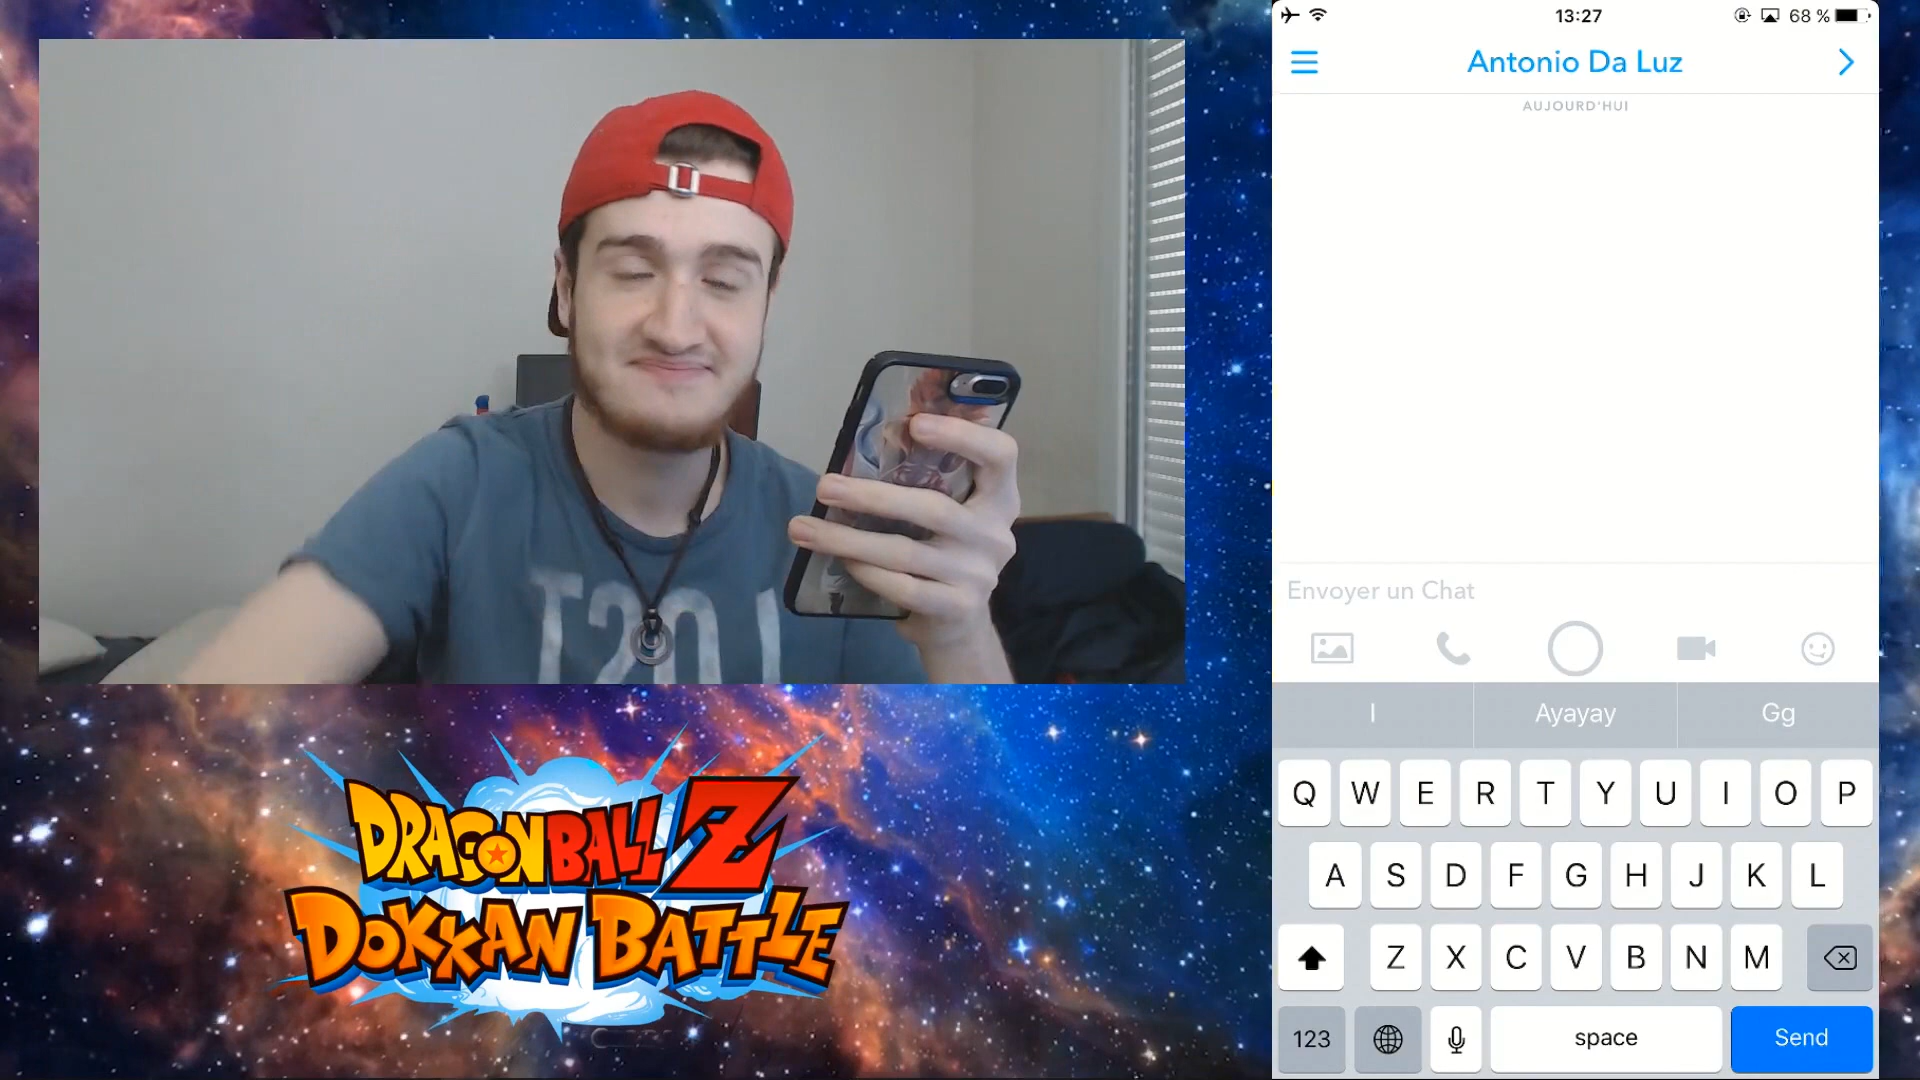 13:27
68 %
Antonio Da Luz
AUJOURD'HUI
T20
Envoyer un Chat
I Ayayay Gg
Q W E R T Y U I O P
A S D F G H J K L
Z X C V B N M
123 space Send
DRAGON BALL Z
DOKKAN BATTLE